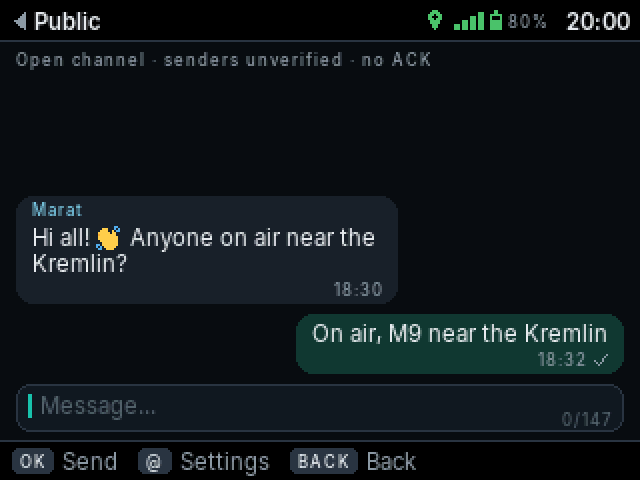 Public 80% 20:00
Open channel · senders unverified · no ACK
Marat
Hi all! 👋 Anyone on air near the
Kremlin?
18:30
On air, M9 near the Kremlin
18:32 ✓
Message...
0/147
OK Send @ Settings BACK Back